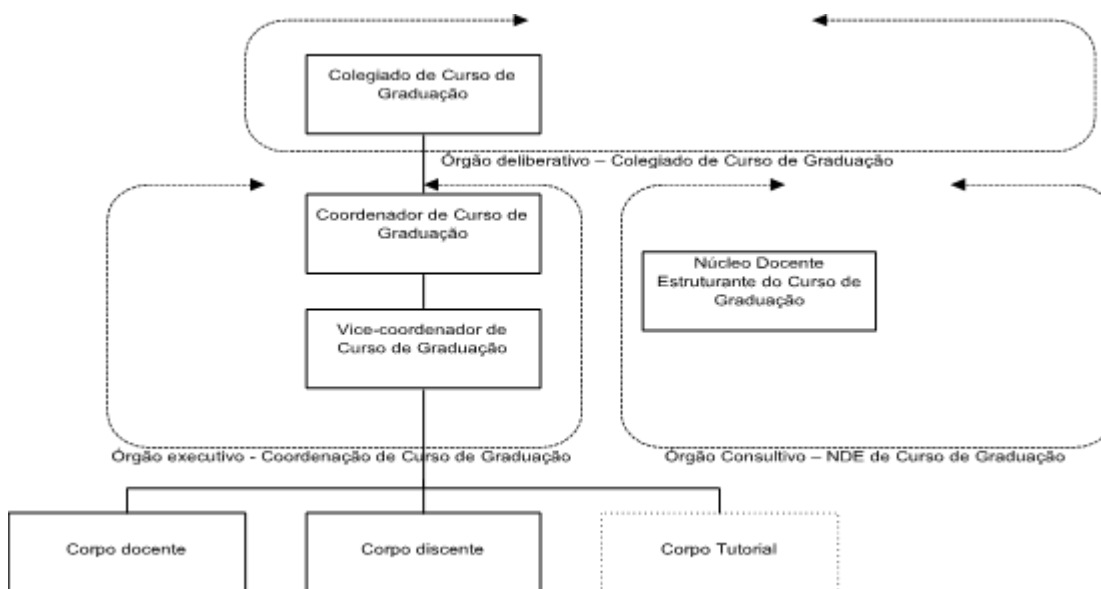 Colegiado de Curso de
Graduação
Órgão deliberativo – Colegiado de Curso de Graduação
Coordenador de Curso de
Graduação
Núcleo Docente
Estruturante do Curso de
Graduação
Vice-coordenador de
Curso de Graduação
Órgão executivo - Coordenação de Curso de Graduação
Órgão Consultivo – NDE de Curso de Graduação
Corpo docente
Corpo discente
Corpo Tutorial